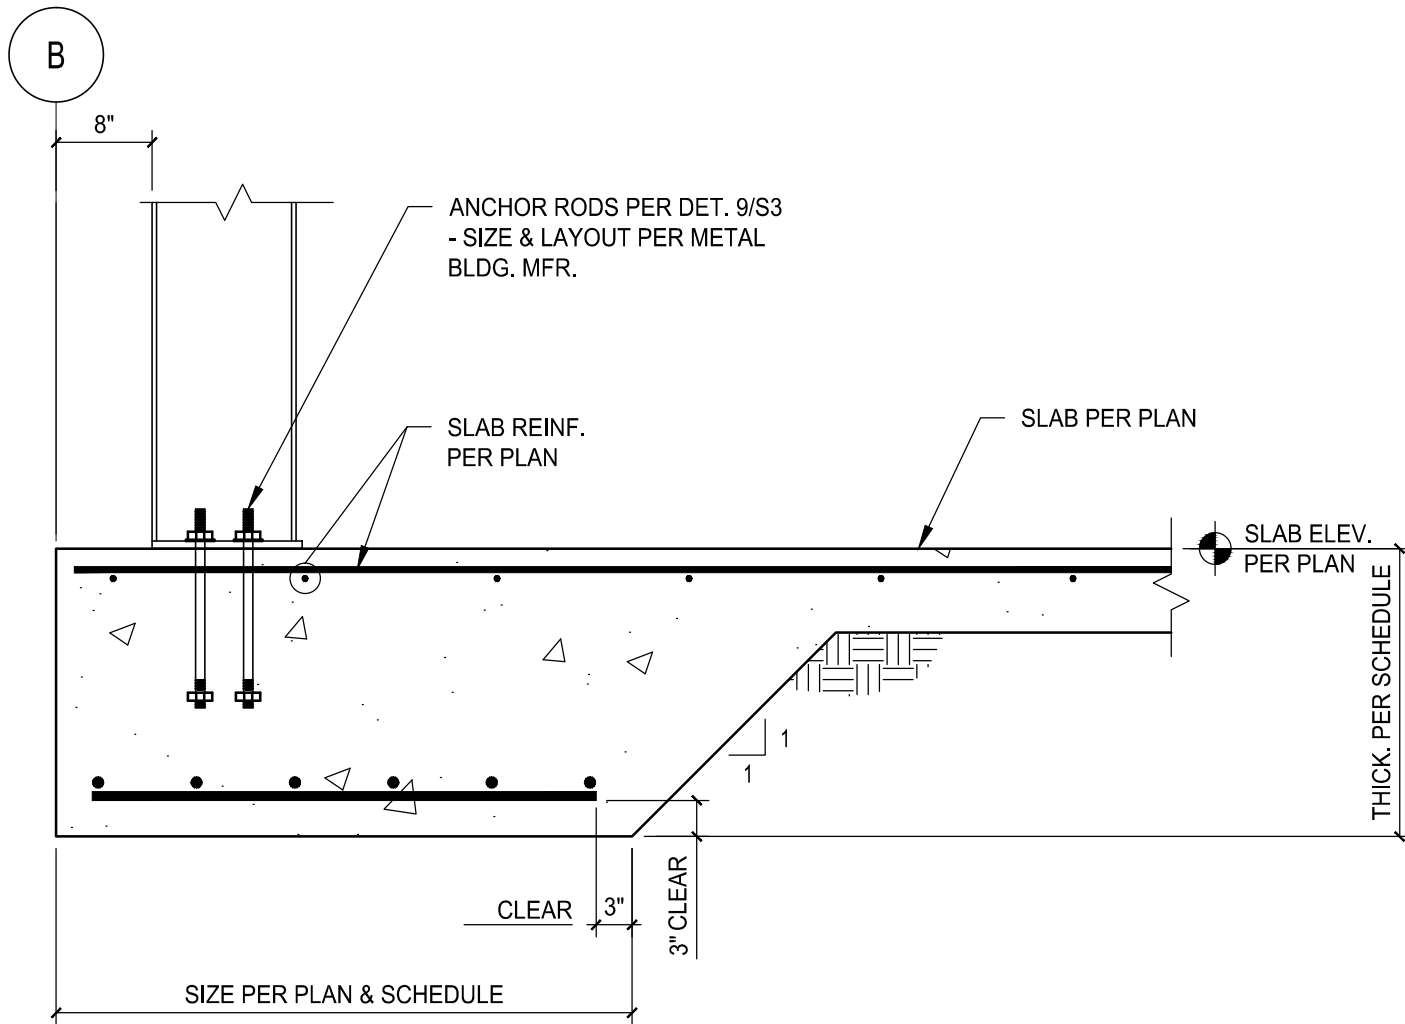 B
8"
ANCHOR RODS PER DET. 9/S3
- SIZE & LAYOUT PER METAL
BLDG. MFR.
SLAB REINF.
PER PLAN
SLAB PER PLAN
SLAB ELEV.
PER PLAN
THICK. PER SCHEDULE
1
1
CLEAR
3"
3" CLEAR
SIZE PER PLAN & SCHEDULE